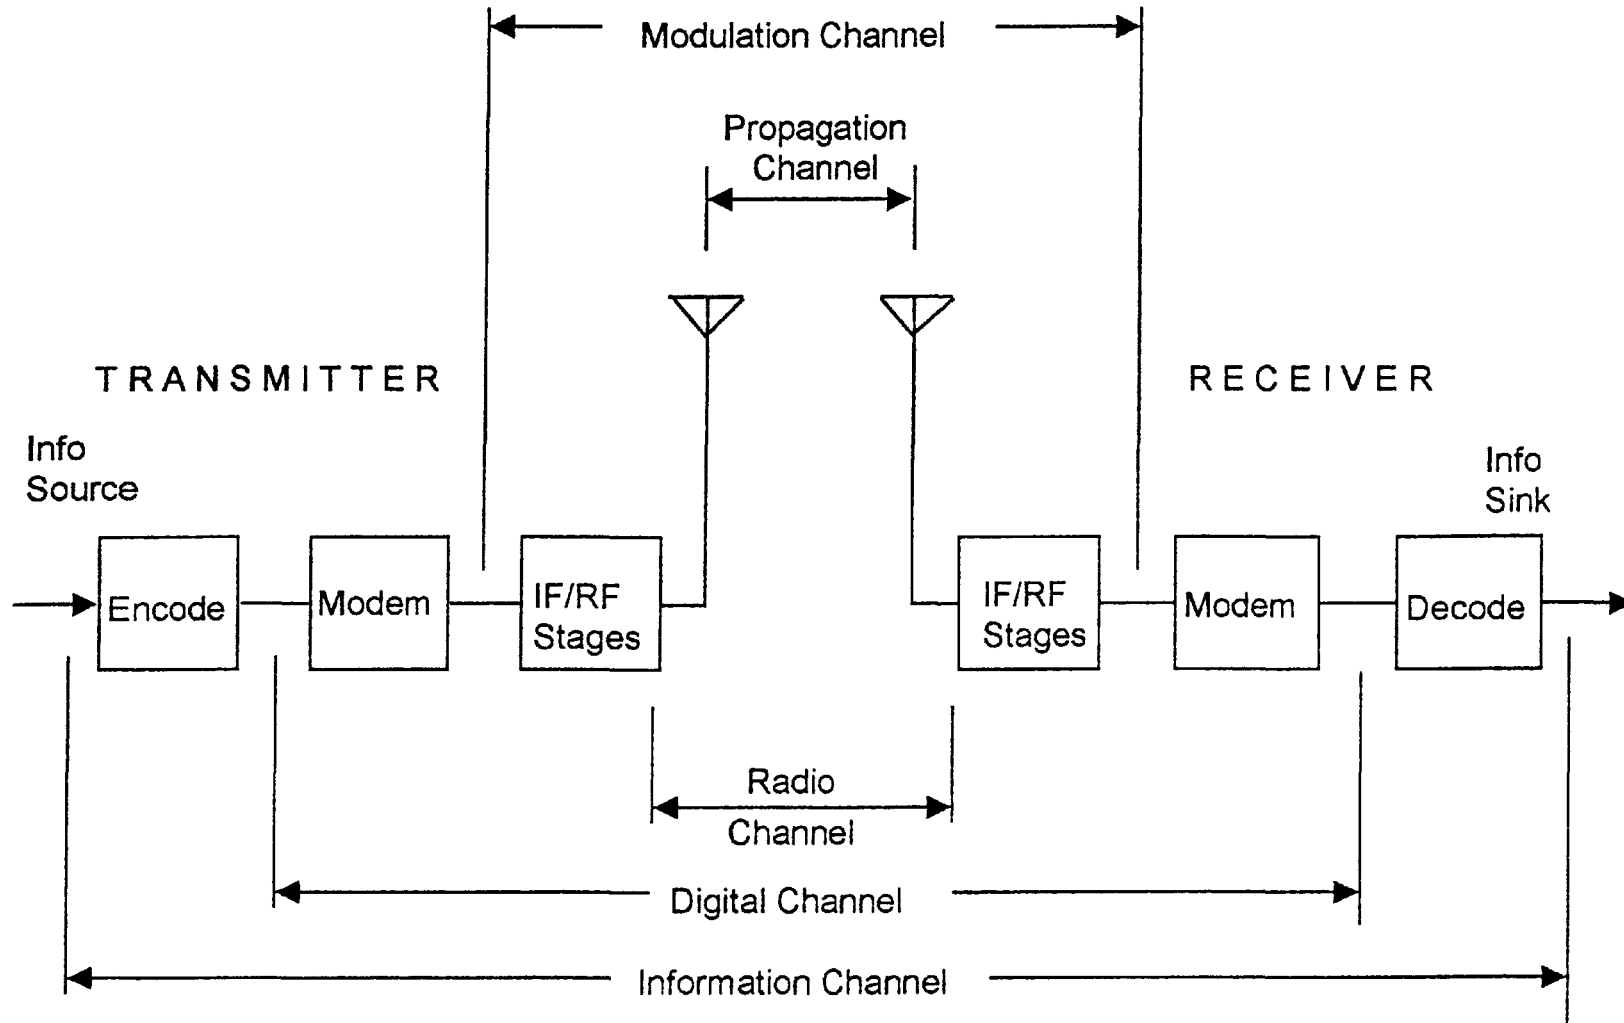 Modulation Channel
Propagation
Channel
TRANSMITTER
RECEIVER
Info
Source
Info
Sink
Encode
Modem
IF/RF
Stages
IF/RF
Stages
Modem
Decode
Radio
Channel
Digital Channel
Information Channel